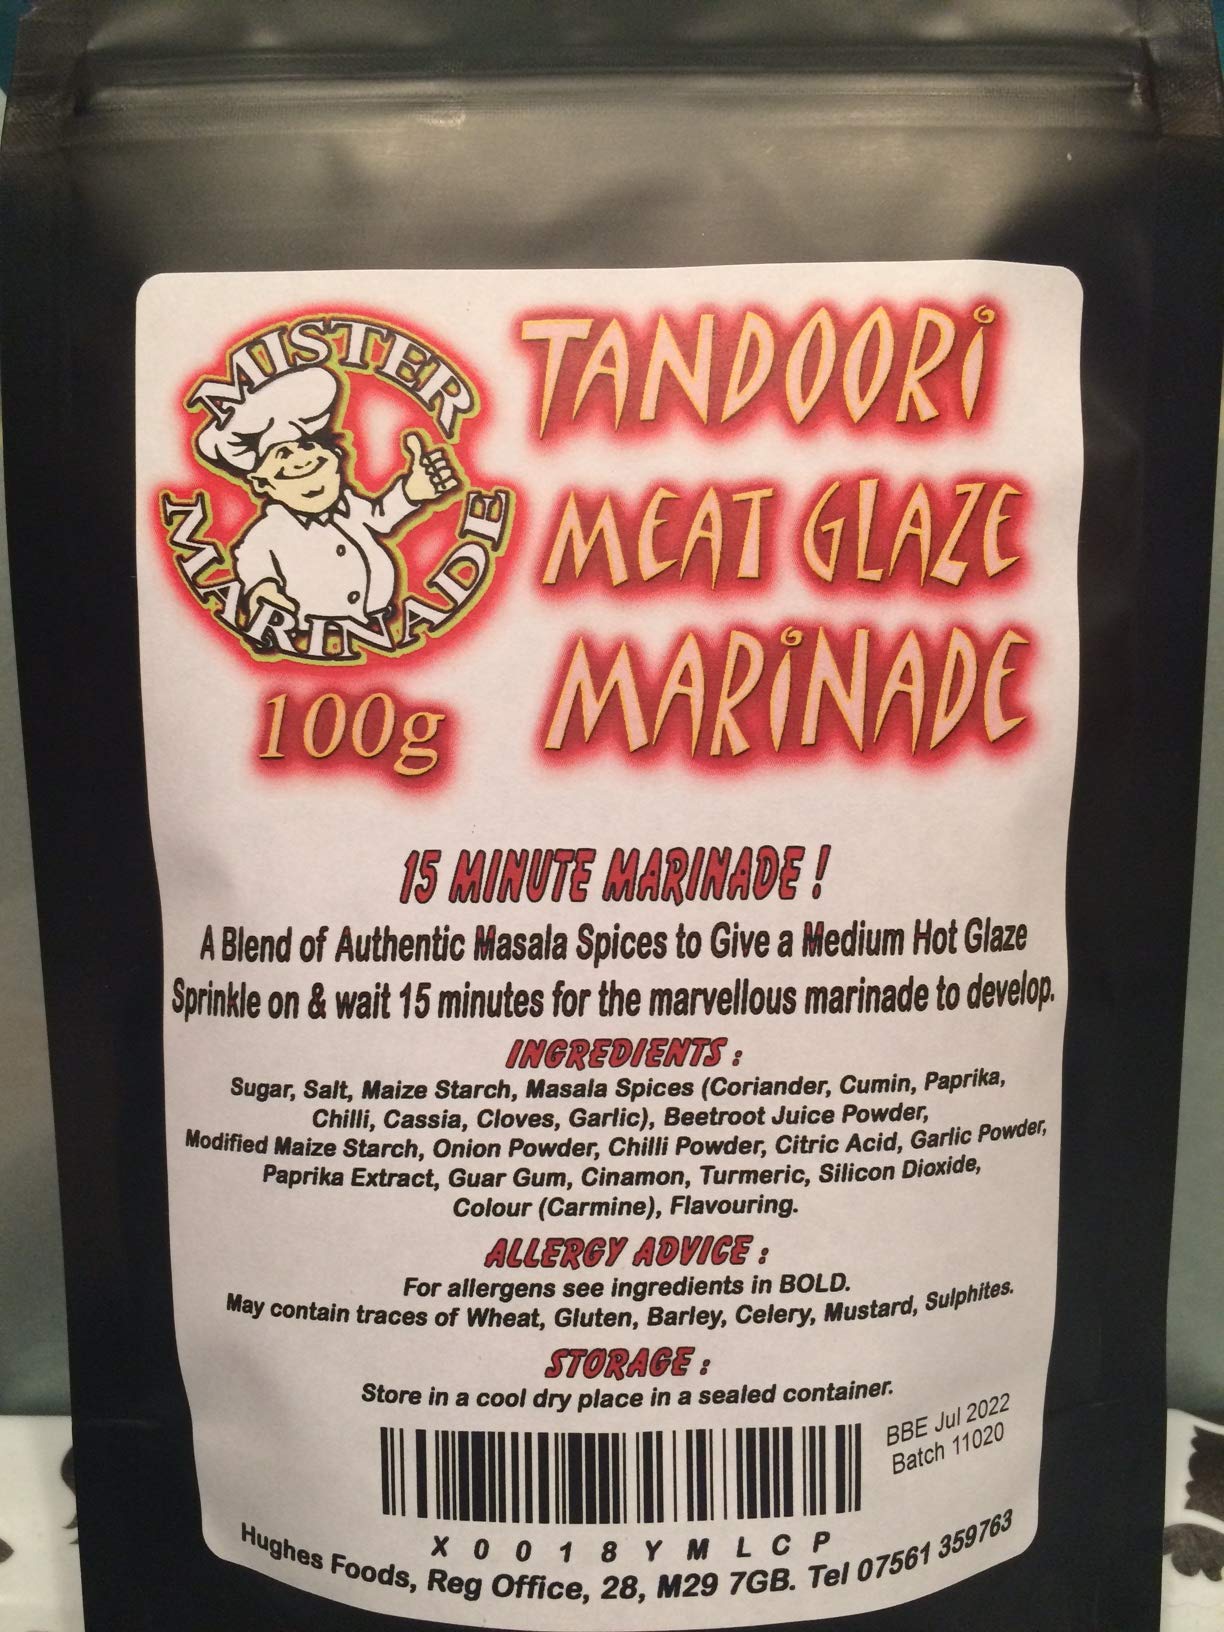 MISTER
MARINADE
100g
TANDOORi
MEAT GLAZE
MARiNADE
15 MINUTE MARINADE !
A Blend of Authentic Masala Spices to Give a Medium Hot Glaze
Sprinkle on & wait 15 minutes for the marvellous marinade to develop.
INGREDIENTS :
Sugar, Salt, Maize Starch, Masala Spices (Coriander, Cumin, Paprika,
Chilli, Cassia, Cloves, Garlic), Beetroot Juice Powder,
Modified Maize Starch, Onion Powder, Chilli Powder, Citric Acid, Garlic Powder,
Paprika Extract, Guar Gum, Cinamon, Turmeric, Silicon Dioxide,
Colour (Carmine), Flavouring.
ALLERGY ADVICE :
For allergens see ingredients in BOLD.
May contain traces of Wheat, Gluten, Barley, Celery, Mustard, Sulphites.
STORAGE :
Store in a cool dry place in a sealed container.
BBE Jul 2022
Batch 11020
X0018YMLCP
Hughes Foods, Reg Office, 28, M29 7GB. Tel 07561 359763